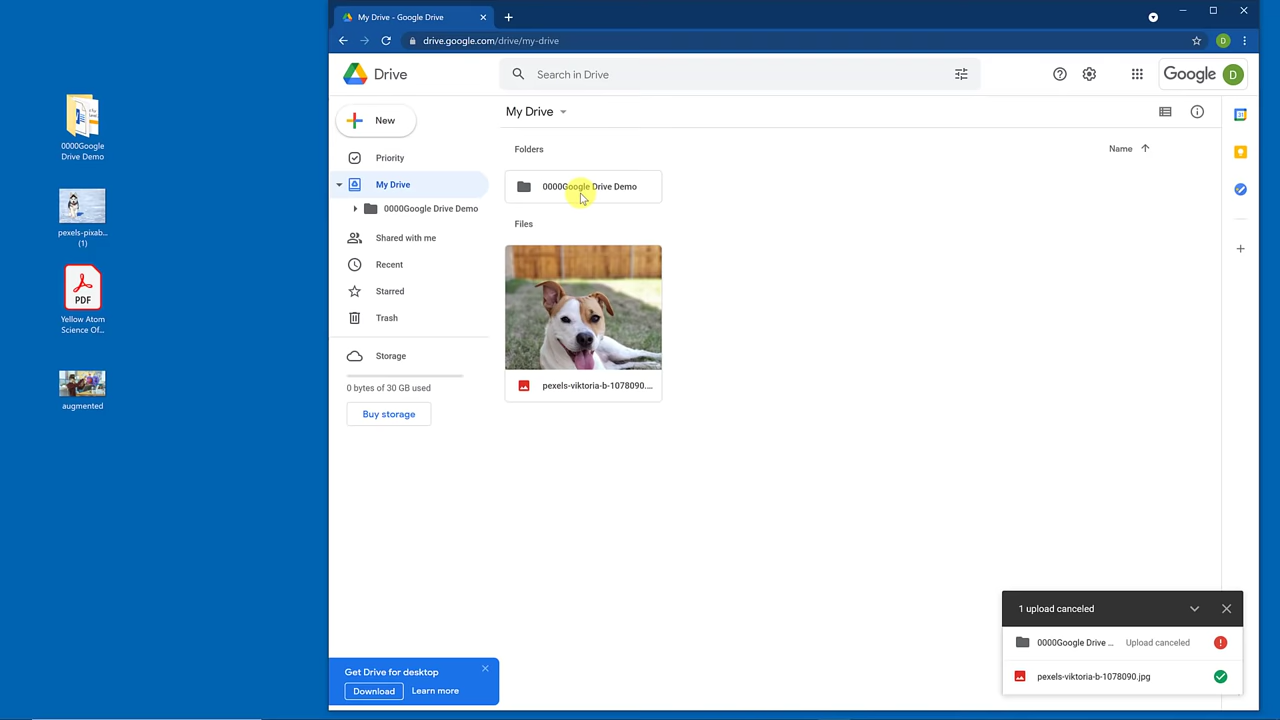 My Drive - Google Drive
drive.google.com/drive/my-drive
D
Drive
Search in Drive
Google
D
New
Priority
My Drive
0000Google Drive Demo
Shared with me
Recent
Starred
Trash
Storage
0 bytes of 30 GB used
Buy storage
My Drive
Folders
Name
0000Google Drive Demo
Files
pexels-viktoria-b-1078090....
31
0000Google
Drive Demo
pexels-pixab...
(1)
PDF
Yellow Atom
Science Of...
augmented
Get Drive for desktop
Download
Learn more
1 upload canceled
0000Google Drive ...
Upload canceled
pexels-viktoria-b-1078090.jpg